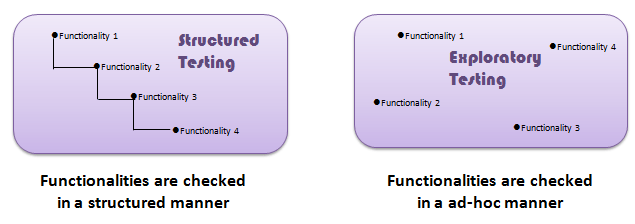 Structured
Testing
Functionality 1
Functionality 2
Functionality 3
Functionality 4
Functionalities are checked
in a structured manner
Exploratory
Testing
Functionality 1
Functionality 4
Functionality 2
Functionality 3
Functionalities are checked
in a ad-hoc manner